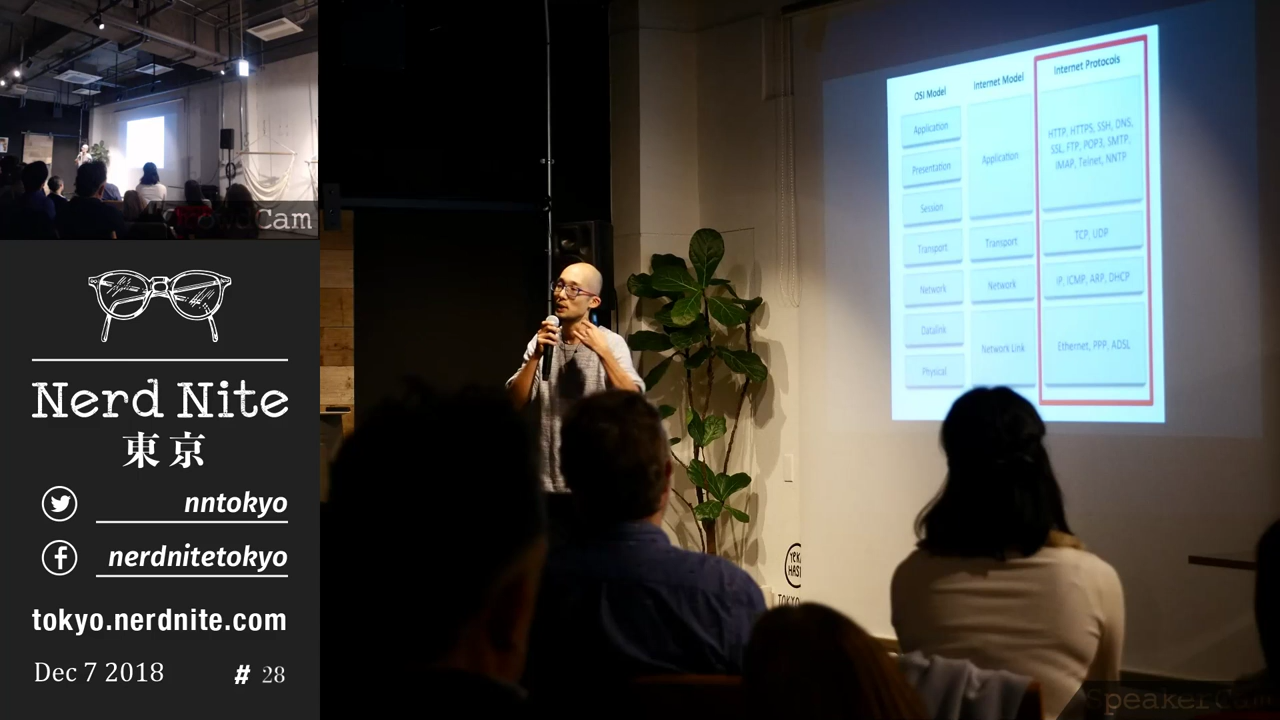 CrowdCam
Nerd Nite
東京
nntokyo
nerdnitetokyo
tokyo.nerdnite.com
Dec 7 2018 # 28
OSI Model
Application
Presentation
Session
Transport
Network
Datalink
Physical
Internet Model
Application
Transport
Network
Network Link
Internet Protocols
HTTP, HTTPS, SSH, DNS,
SSL, FTP, POP3, SMTP,
IMAP, Telnet, NNTP
TCP, UDP
IP, ICMP, ARP, DHCP
Ethernet, PPP, ADSL
TOKYO
SpeakerCam